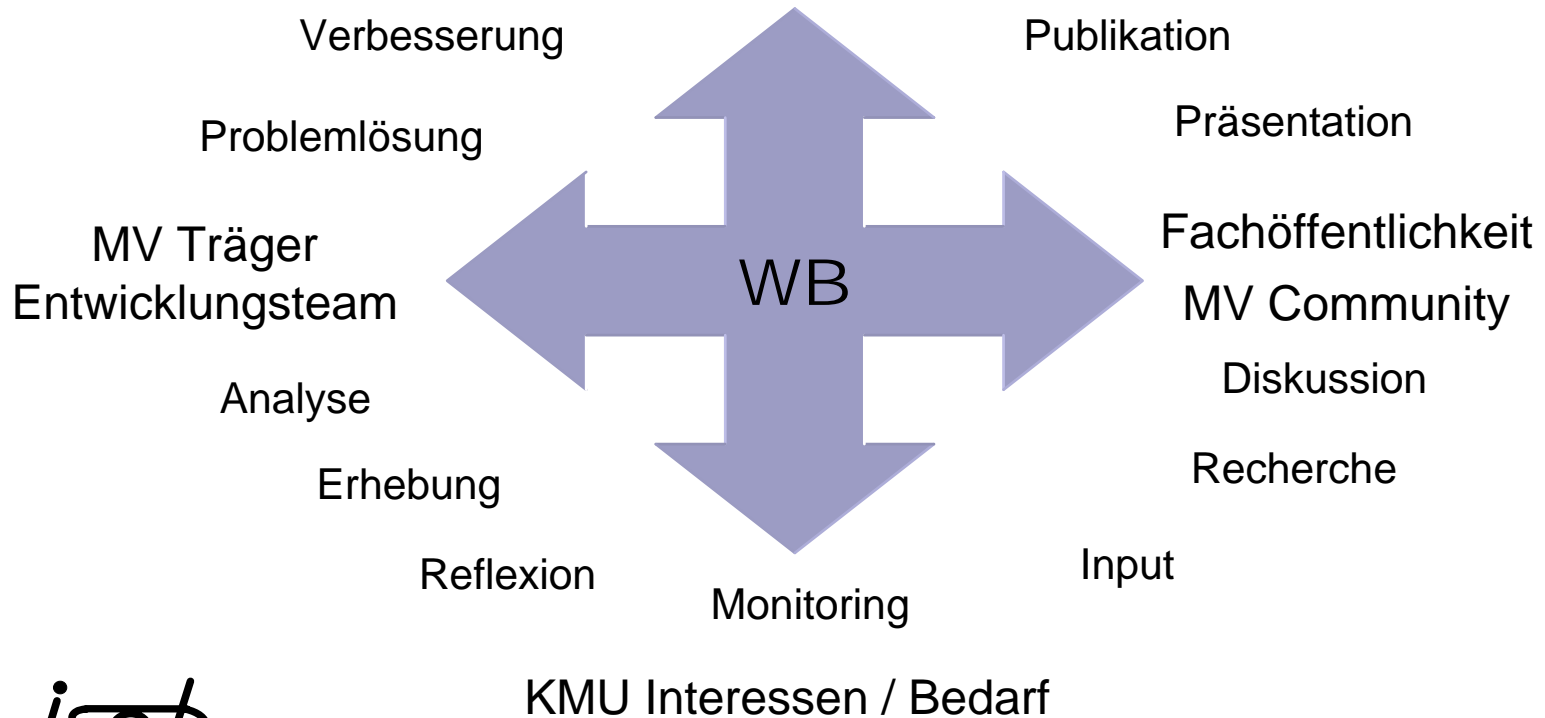 Verbesserung
Publikation
Problemlösung
Präsentation
MV Träger
Entwicklungsteam
WB
Fachöffentlichkeit
MV Community
Analyse
Diskussion
Erhebung
Recherche
Reflexion
Monitoring
Input
KMU Interessen / Bedarf